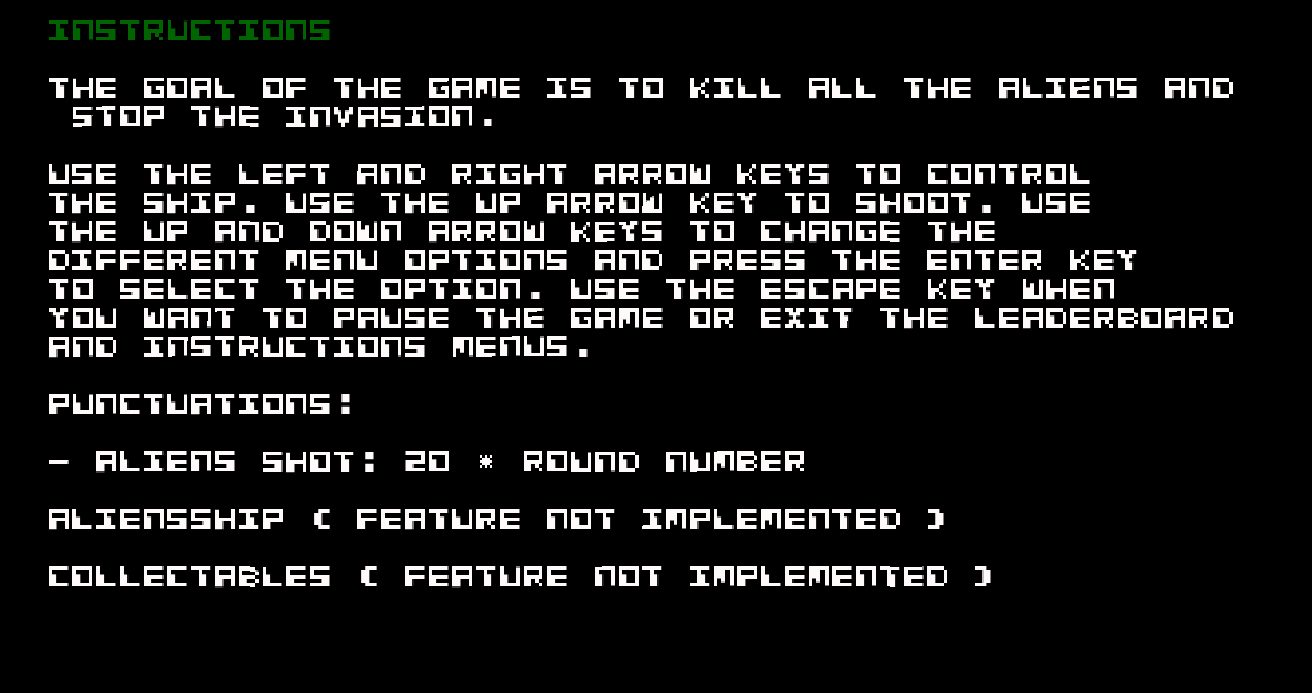 INSTRUCTIONS
THE GOAL OF THE GAME IS TO KILL ALL THE ALIENS AND
STOP THE INVASION.
USE THE LEFT AND RIGHT ARROW KEYS TO CONTROL
THE SHIP. USE THE UP ARROW KEY TO SHOOT. USE
THE UP AND DOWN ARROW KEYS TO CHANGE THE
DIFFERENT MENU OPTIONS AND PRESS THE ENTER KEY
TO SELECT THE OPTION. USE THE ESCAPE KEY WHEN
YOU WANT TO PAUSE THE GAME OR EXIT THE LEADERBOARD
AND INSTRUCTIONS MENUS.
PUNCTUATIONS:
- ALIENS SHOT: 20 * ROUND NUMBER
ALIENSSHIP ( FEATURE NOT IMPLEMENTED )
COLLECTABLES ( FEATURE NOT IMPLEMENTED )